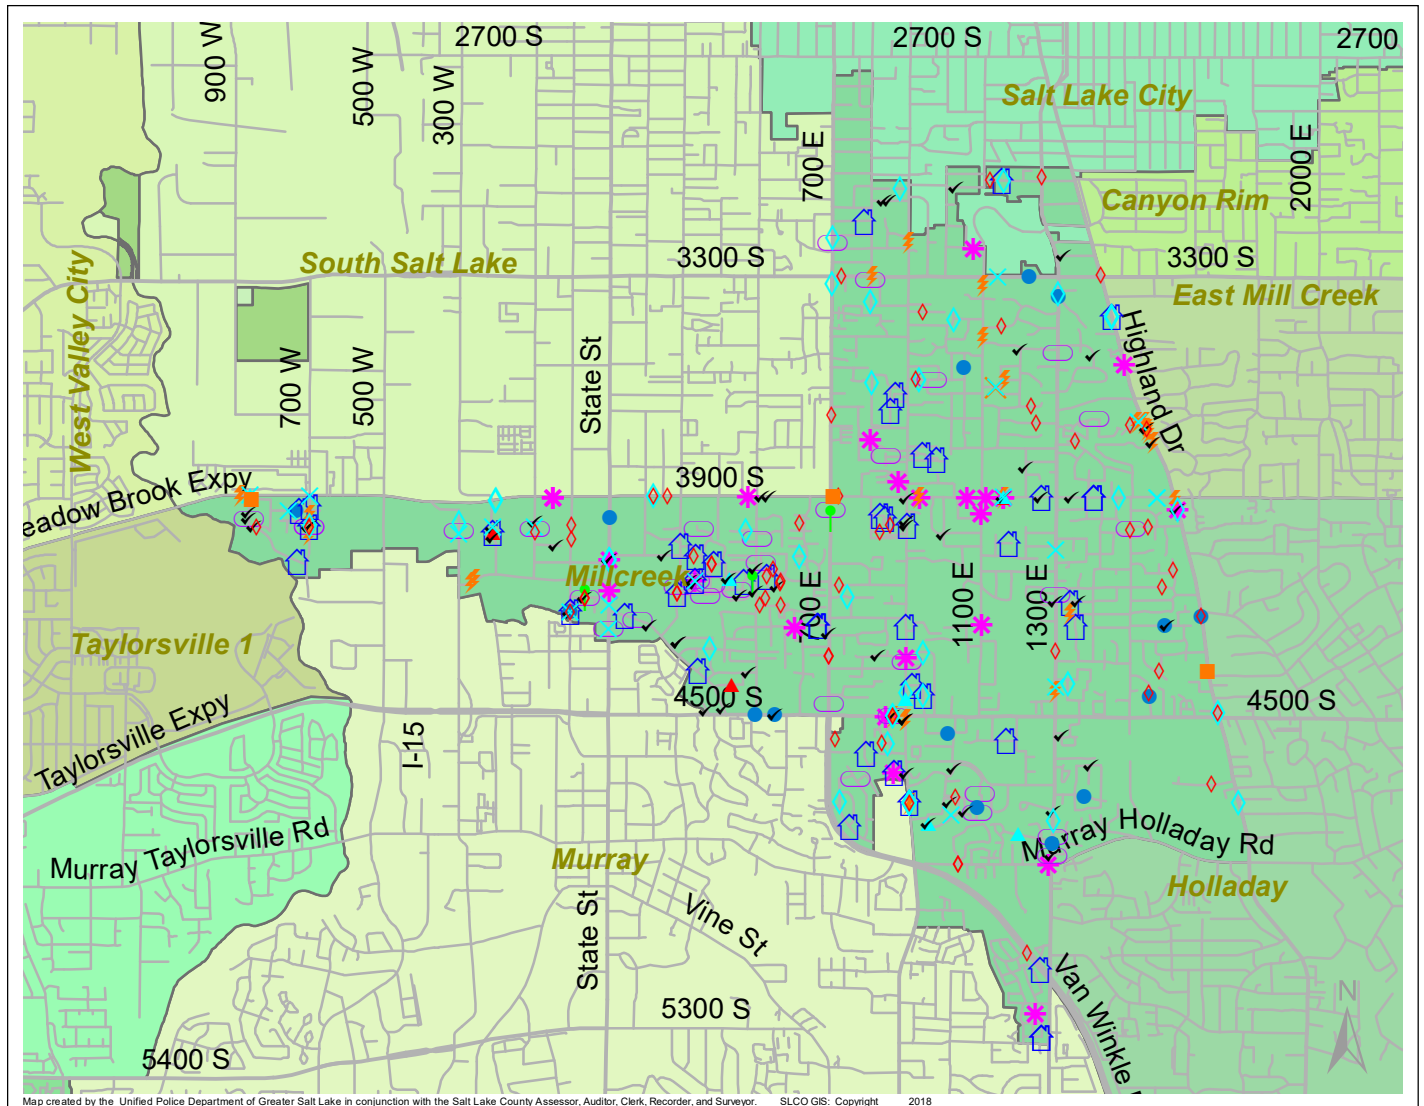 2700 S
2700 S
2700
900 W
500 W
300 W
Salt Lake City
700 E
2000 E
Canyon Rim
South Salt Lake
3300 S
3300 S
East Mill Creek
West Valley City
Highland Dr
State St
700 W
500 W
3900 S
eadow Brook Expy
Millcreek
700 E
1100 E
1300 E
Taylorsville 1
4500 S
4500 S
Taylorsville Expy
I-15
Murray Taylorsville Rd
Murray
Murray Holladay Rd
Holladay
State St
Vine St
Van Winkle
5300 S
N
5400 S
Map created by the Unified Police Department of Greater Salt Lake in conjunction with the Salt Lake County Assessor, Auditor, Clerk, Recorder, and Surveyor. SLCO GIS: Copyright 2018